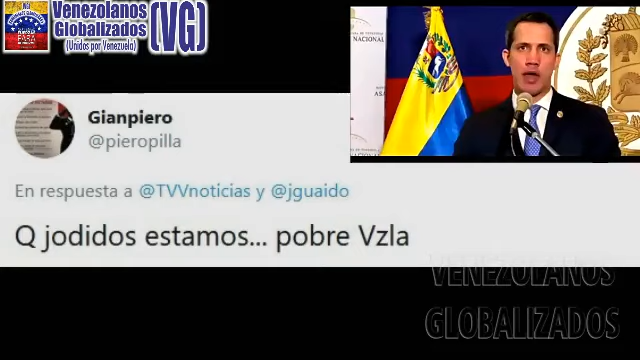 Venezolanos
Globalizados
(Unidos por Venezuela)
(VG)
Gianpiero
@pieropilla
En respuesta a @TVVnoticias y @jguaido
Q jodidos estamos... pobre Vzla
VENEZOLANOS
GLOBALIZADOS